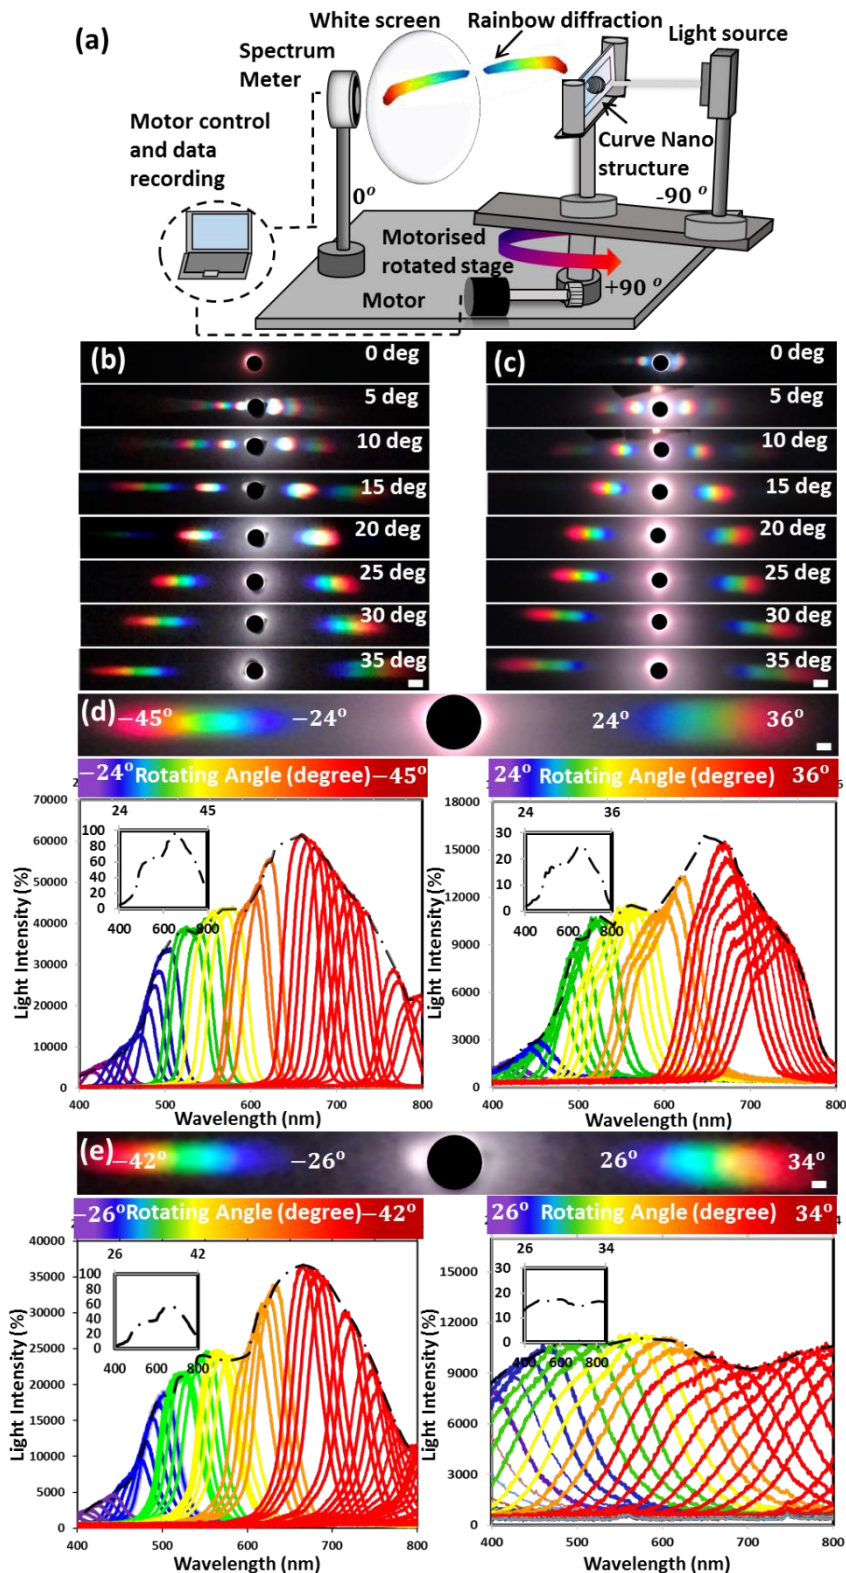 (a)
White screen
Rainbow diffraction
Light source
Spectrum
Meter
Motor control
and data
recording
Curve Nano
structure
0°
-90 °
Motorised
rotated stage
+90 °
Motor
(b)
0 deg
5 deg
10 deg
15 deg
20 deg
25 deg
30 deg
35 deg
(c)
0 deg
5 deg
10 deg
15 deg
20 deg
25 deg
30 deg
35 deg
(d)
−45°
−24°
24°
36°
−24° Rotating Angle (degree) −45°
24 45
70000
60000
50000
40000
30000
20000
10000
0
100
80
60
40
20
0
400 600 800
Light Intensity (%)
400 500 600 700 800
Wavelength (nm)
24° Rotating Angle (degree) 36°
24 36
18000
15000
12000
9000
6000
3000
0
30
20
10
0
400 600 800
Light Intensity (%)
400 500 600 700 800
Wavelength (nm)
(e)
−42°
−26°
26°
34°
−26° Rotating Angle (degree) −42°
26 42
40000
35000
30000
25000
20000
15000
10000
5000
0
100
80
60
40
20
0
400 600 800
Light Intensity (%)
400 500 600 700 800
Wavelength (nm)
26° Rotating Angle (degree) 34°
26 34
15000
12000
9000
6000
3000
0
30
20
10
0
400 600 800
Light Intensity (%)
400 500 600 700 800
Wavelength (nm)